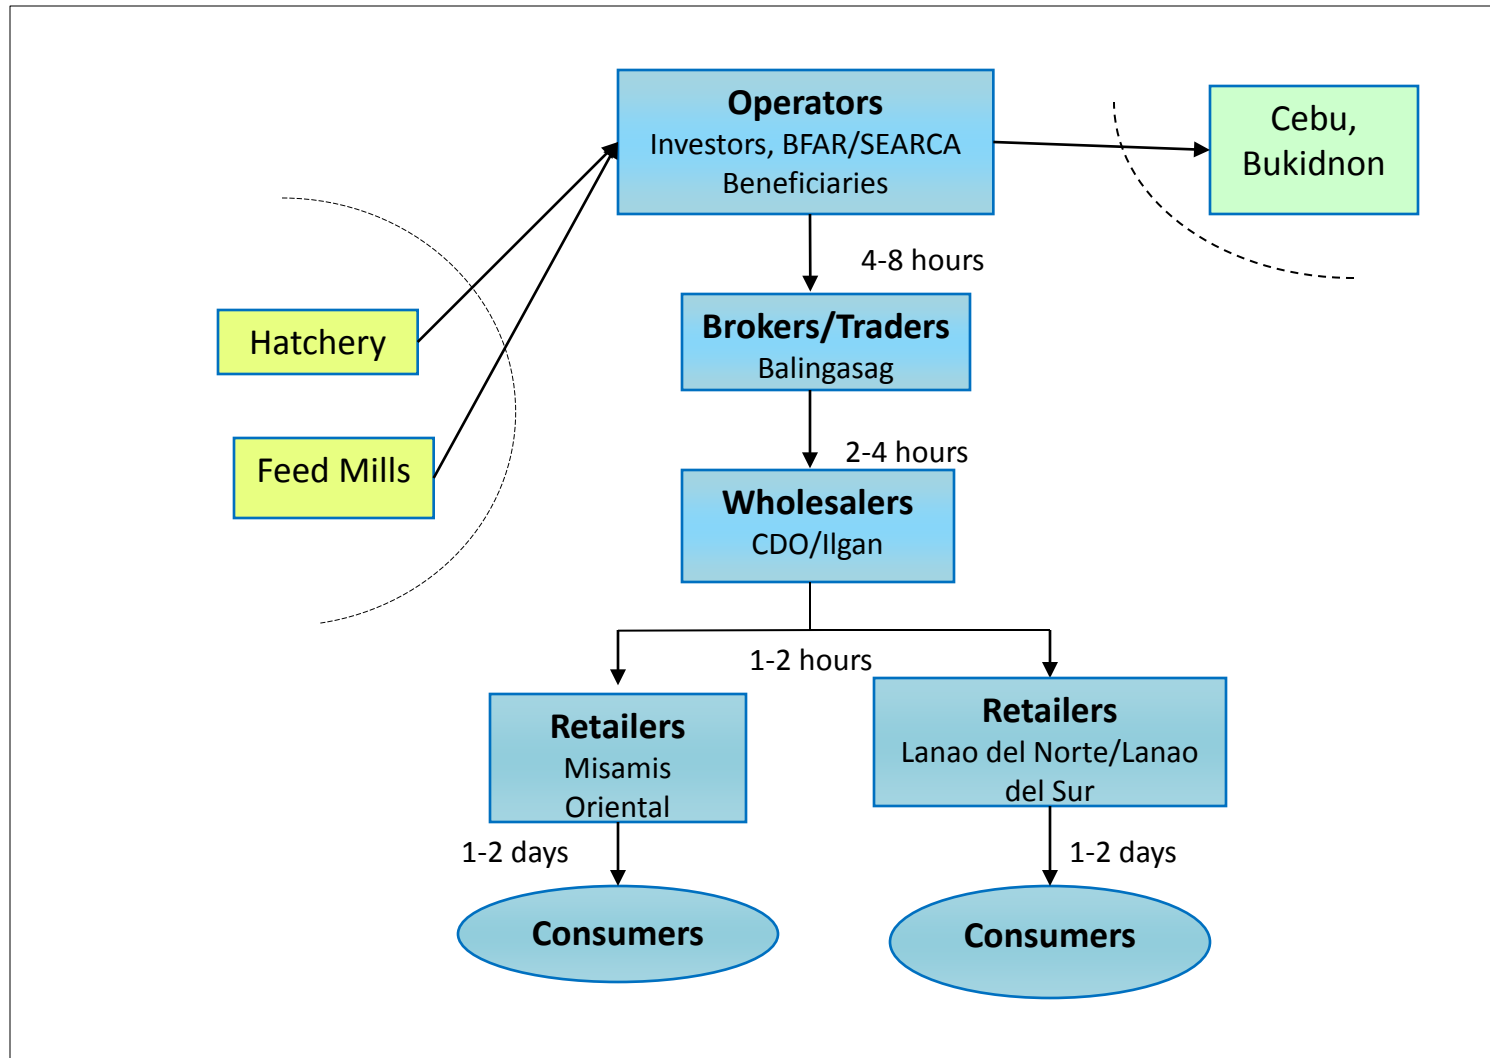 Operators
Investors, BFAR/SEARCA
Beneficiaries
Cebu,
Bukidnon
4-8 hours
Hatchery
Brokers/Traders
Balingasag
Feed Mills
2-4 hours
Wholesalers
CDO/Ilgan
1-2 hours
Retailers
Misamis
Oriental
Retailers
Lanao del Norte/Lanao
del Sur
1-2 days
1-2 days
Consumers
Consumers